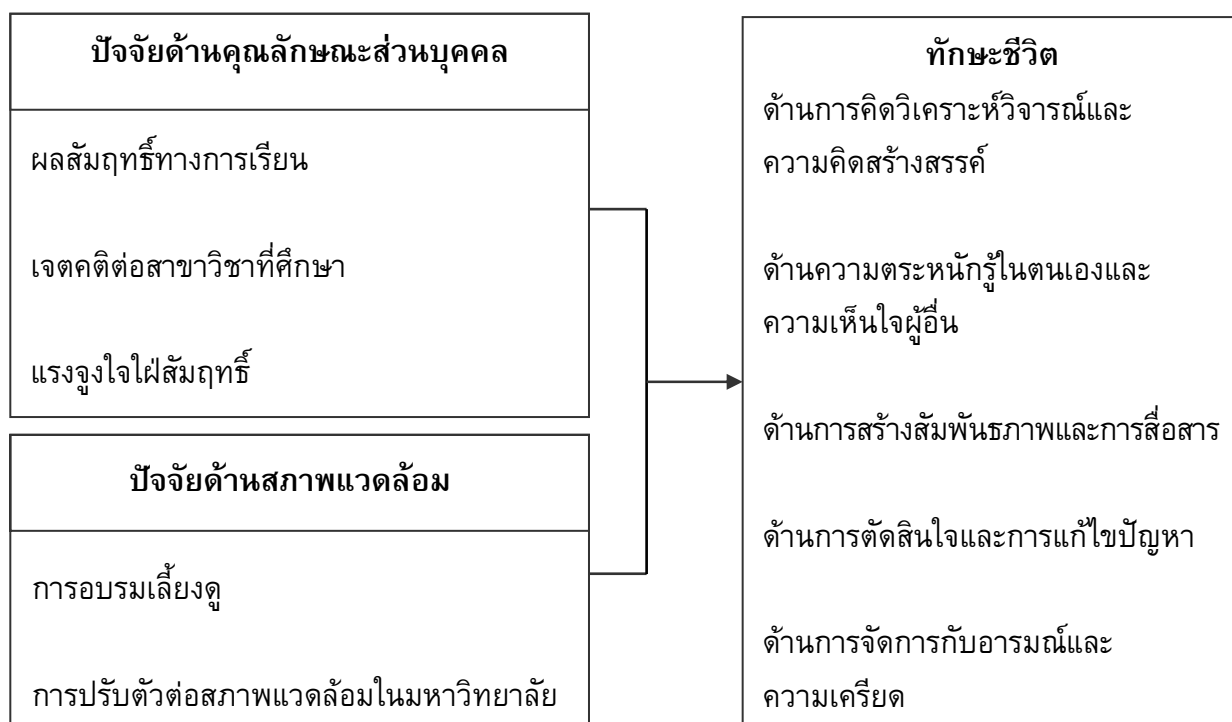 ปัจจัยด้านคุณลักษณะส่วนบุคคล
ผลสัมฤทธิ์ทางการเรียน
เจตคติต่อสาขาวิชาที่ศึกษา
แรงจูงใจใฝ่สัมฤทธิ์
ปัจจัยด้านสภาพแวดล้อม
การอบรมเลี้ยงดู
การปรับตัวต่อสภาพแวดล้อมในมหาวิทยาลัย
ทักษะชีวิต
ด้านการคิดวิเคราะห์วิจารณ์และ
ความคิดสร้างสรรค์
ด้านความตระหนักรู้ในตนเองและ
ความเห็นใจผู้อื่น
ด้านการสร้างสัมพันธภาพและการสื่อสาร
ด้านการตัดสินใจและการแก้ไขปัญหา
ด้านการจัดการกับอารมณ์และ
ความเครียด